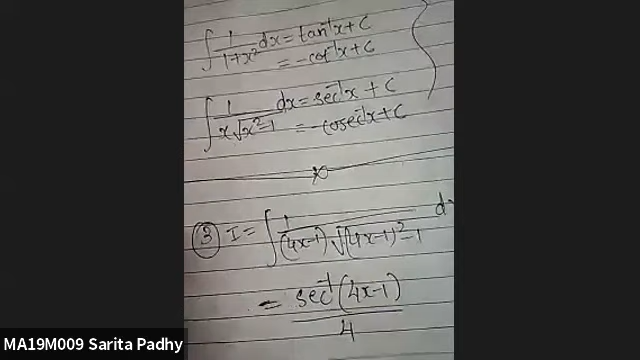 ∫ 1/(1+x²) dx = tan⁻¹x + C
= -cot⁻¹x + C
∫ 1/(x√(x²-1)) dx = sec⁻¹x + C
= -cosec⁻¹x + C
③ I = ∫ 1/((4x-1)√((4x-1)²-1)) dx
= sec⁻¹(4x-1)/4
MA19M009 Sarita Padhy